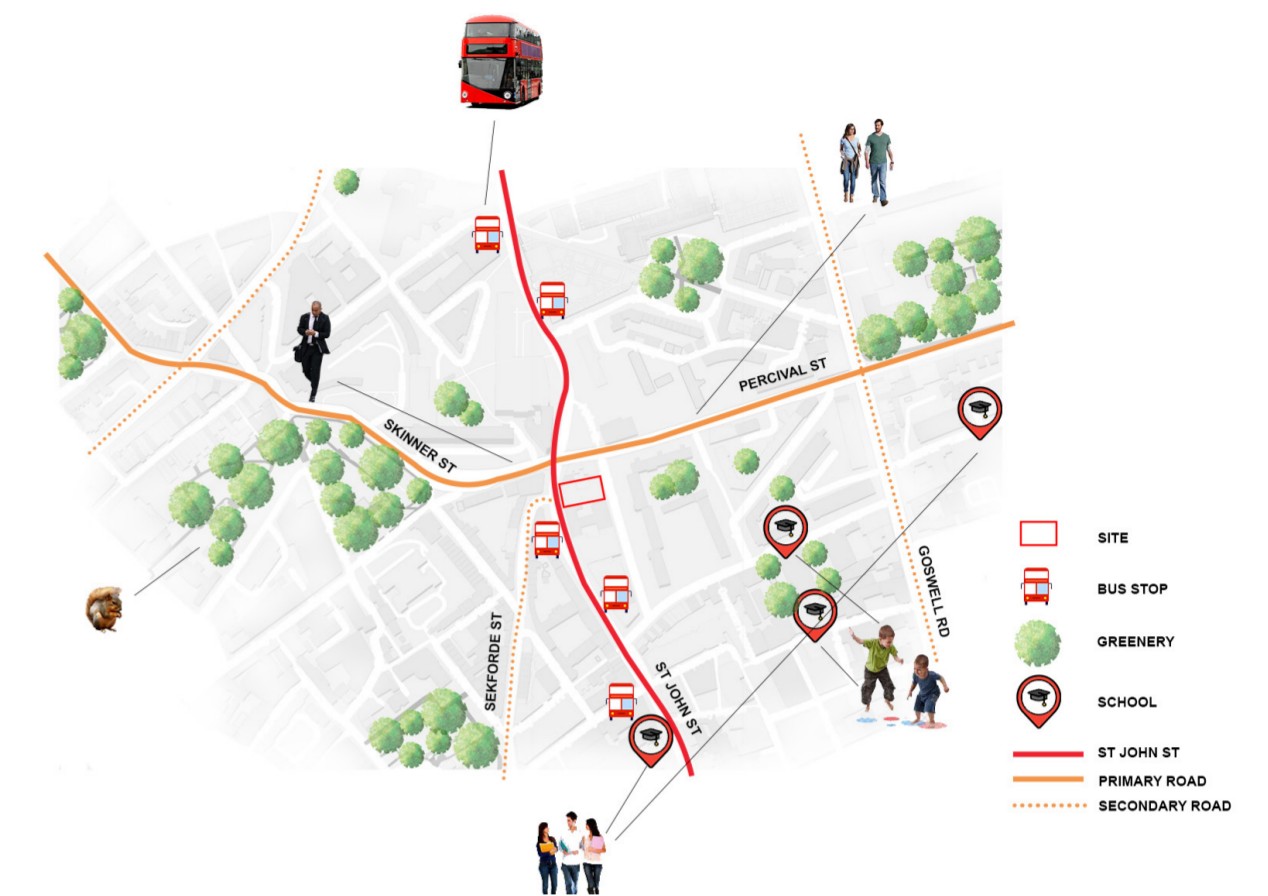 PERCIVAL ST
SKINNER ST
GOSWELL RD
SEKFORDE ST
ST JOHN ST
SITE
BUS STOP
GREENERY
SCHOOL
ST JOHN ST
PRIMARY ROAD
SECONDARY ROAD